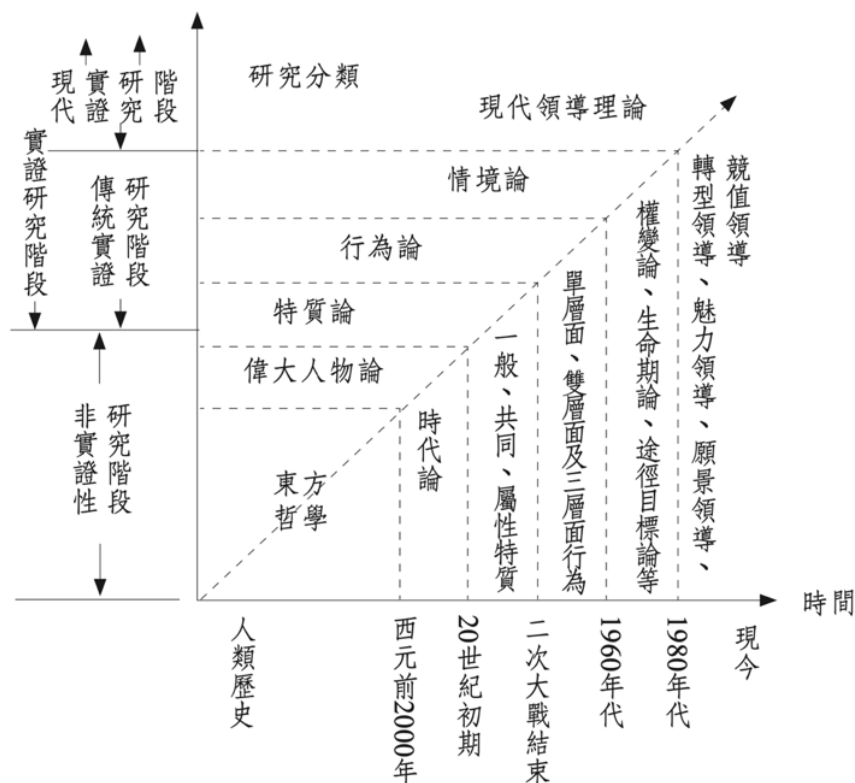 研究分類
現代實證研究階段
實證研究階段
傳統實證研究階段
非實證性研究階段
現代領導理論
情境論
行為論
特質論
偉大人物論
東方
哲學
時代論
一般、共同、屬性特質
單層面、雙層面及三層面行為
權變論、生命期論、途徑目標論等
轉型領導、魅力領導、願景領導、
競值領導
時間
人類歷史
西元前2000年
20世紀初期
二次大戰結束
1960年代
1980年代
現今